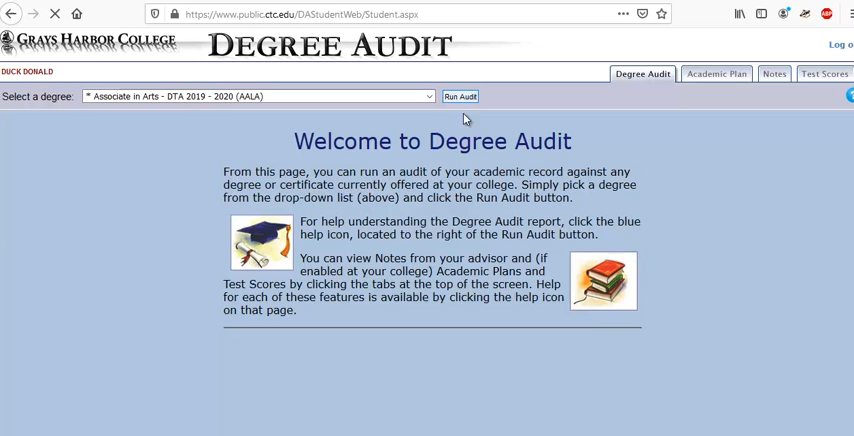 https://www.public.ctc.edu/DAStudentWeb/Student.aspx
ABP
GRAYS HARBOR COLLEGE
DEGREE AUDIT
Log o
DUCK DONALD
Degree Audit
Academic Plan
Notes
Test Scores
Select a degree:
* Associate in Arts - DTA 2019 - 2020 (AALA)
Run Audit
?
Welcome to Degree Audit
From this page, you can run an audit of your academic record against any
degree or certificate currently offered at your college. Simply pick a degree
from the drop-down list (above) and click the Run Audit button.
For help understanding the Degree Audit report, click the blue
help icon, located to the right of the Run Audit button.
You can view Notes from your advisor and (if
enabled at your college) Academic Plans and
Test Scores by clicking the tabs at the top of the screen. Help
for each of these features is available by clicking the help icon
on that page.